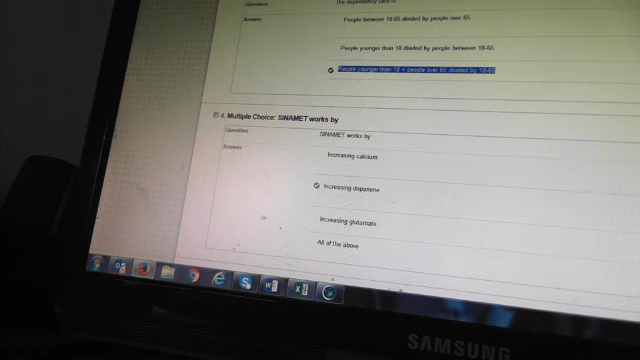 Question The dependency ratio is
Answer People between 18-65 divided by people over 65
People younger than 18 divided by people between 18-65
People younger than 18 + people over 65 divided by 18-65
4. Multiple Choice: SINAMET works by
Question SINAMET works by
Answer Increasing calcium
Increasing dopamine
Increasing glutamate
All of the above
SAMSUNG